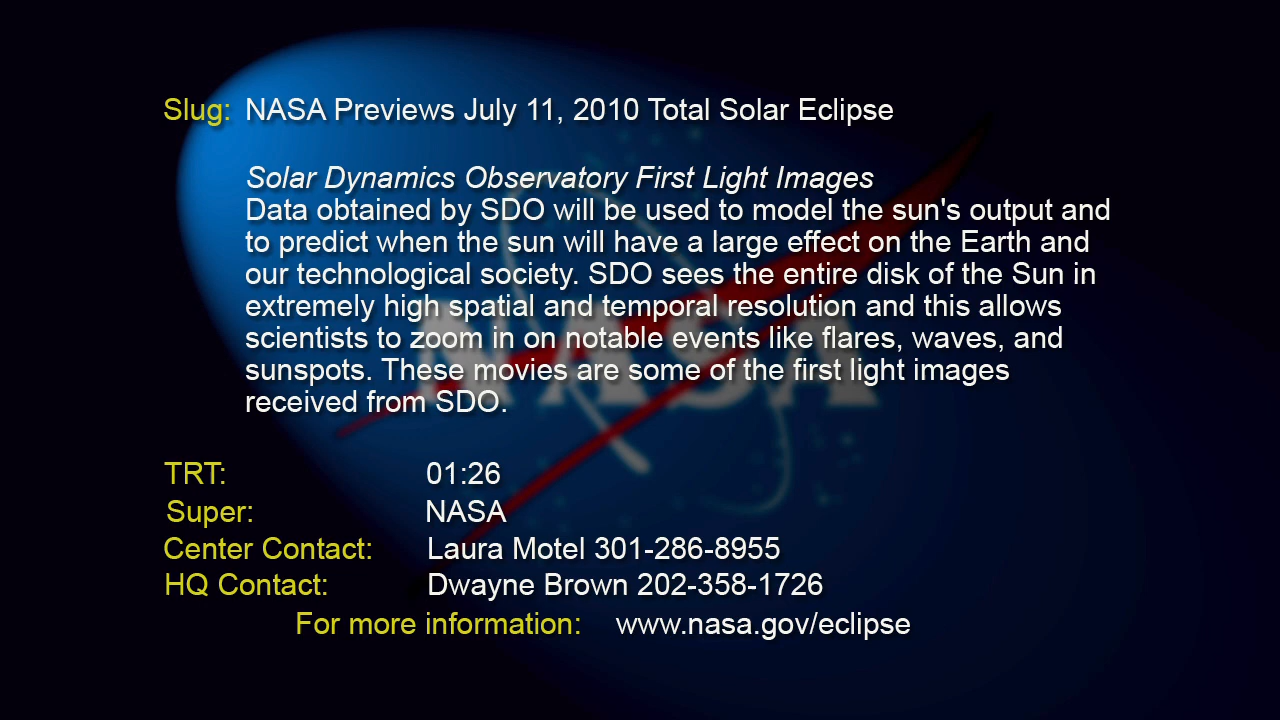 Slug: NASA Previews July 11, 2010 Total Solar Eclipse
Solar Dynamics Observatory First Light Images
Data obtained by SDO will be used to model the sun's output and
to predict when the sun will have a large effect on the Earth and
our technological society. SDO sees the entire disk of the Sun in
extremely high spatial and temporal resolution and this allows
scientists to zoom in on notable events like flares, waves, and
sunspots. These movies are some of the first light images
received from SDO.
NASA
TRT: 01:26
Super: NASA
Center Contact: Laura Motel 301-286-8955
HQ Contact: Dwayne Brown 202-358-1726
For more information: www.nasa.gov/eclipse